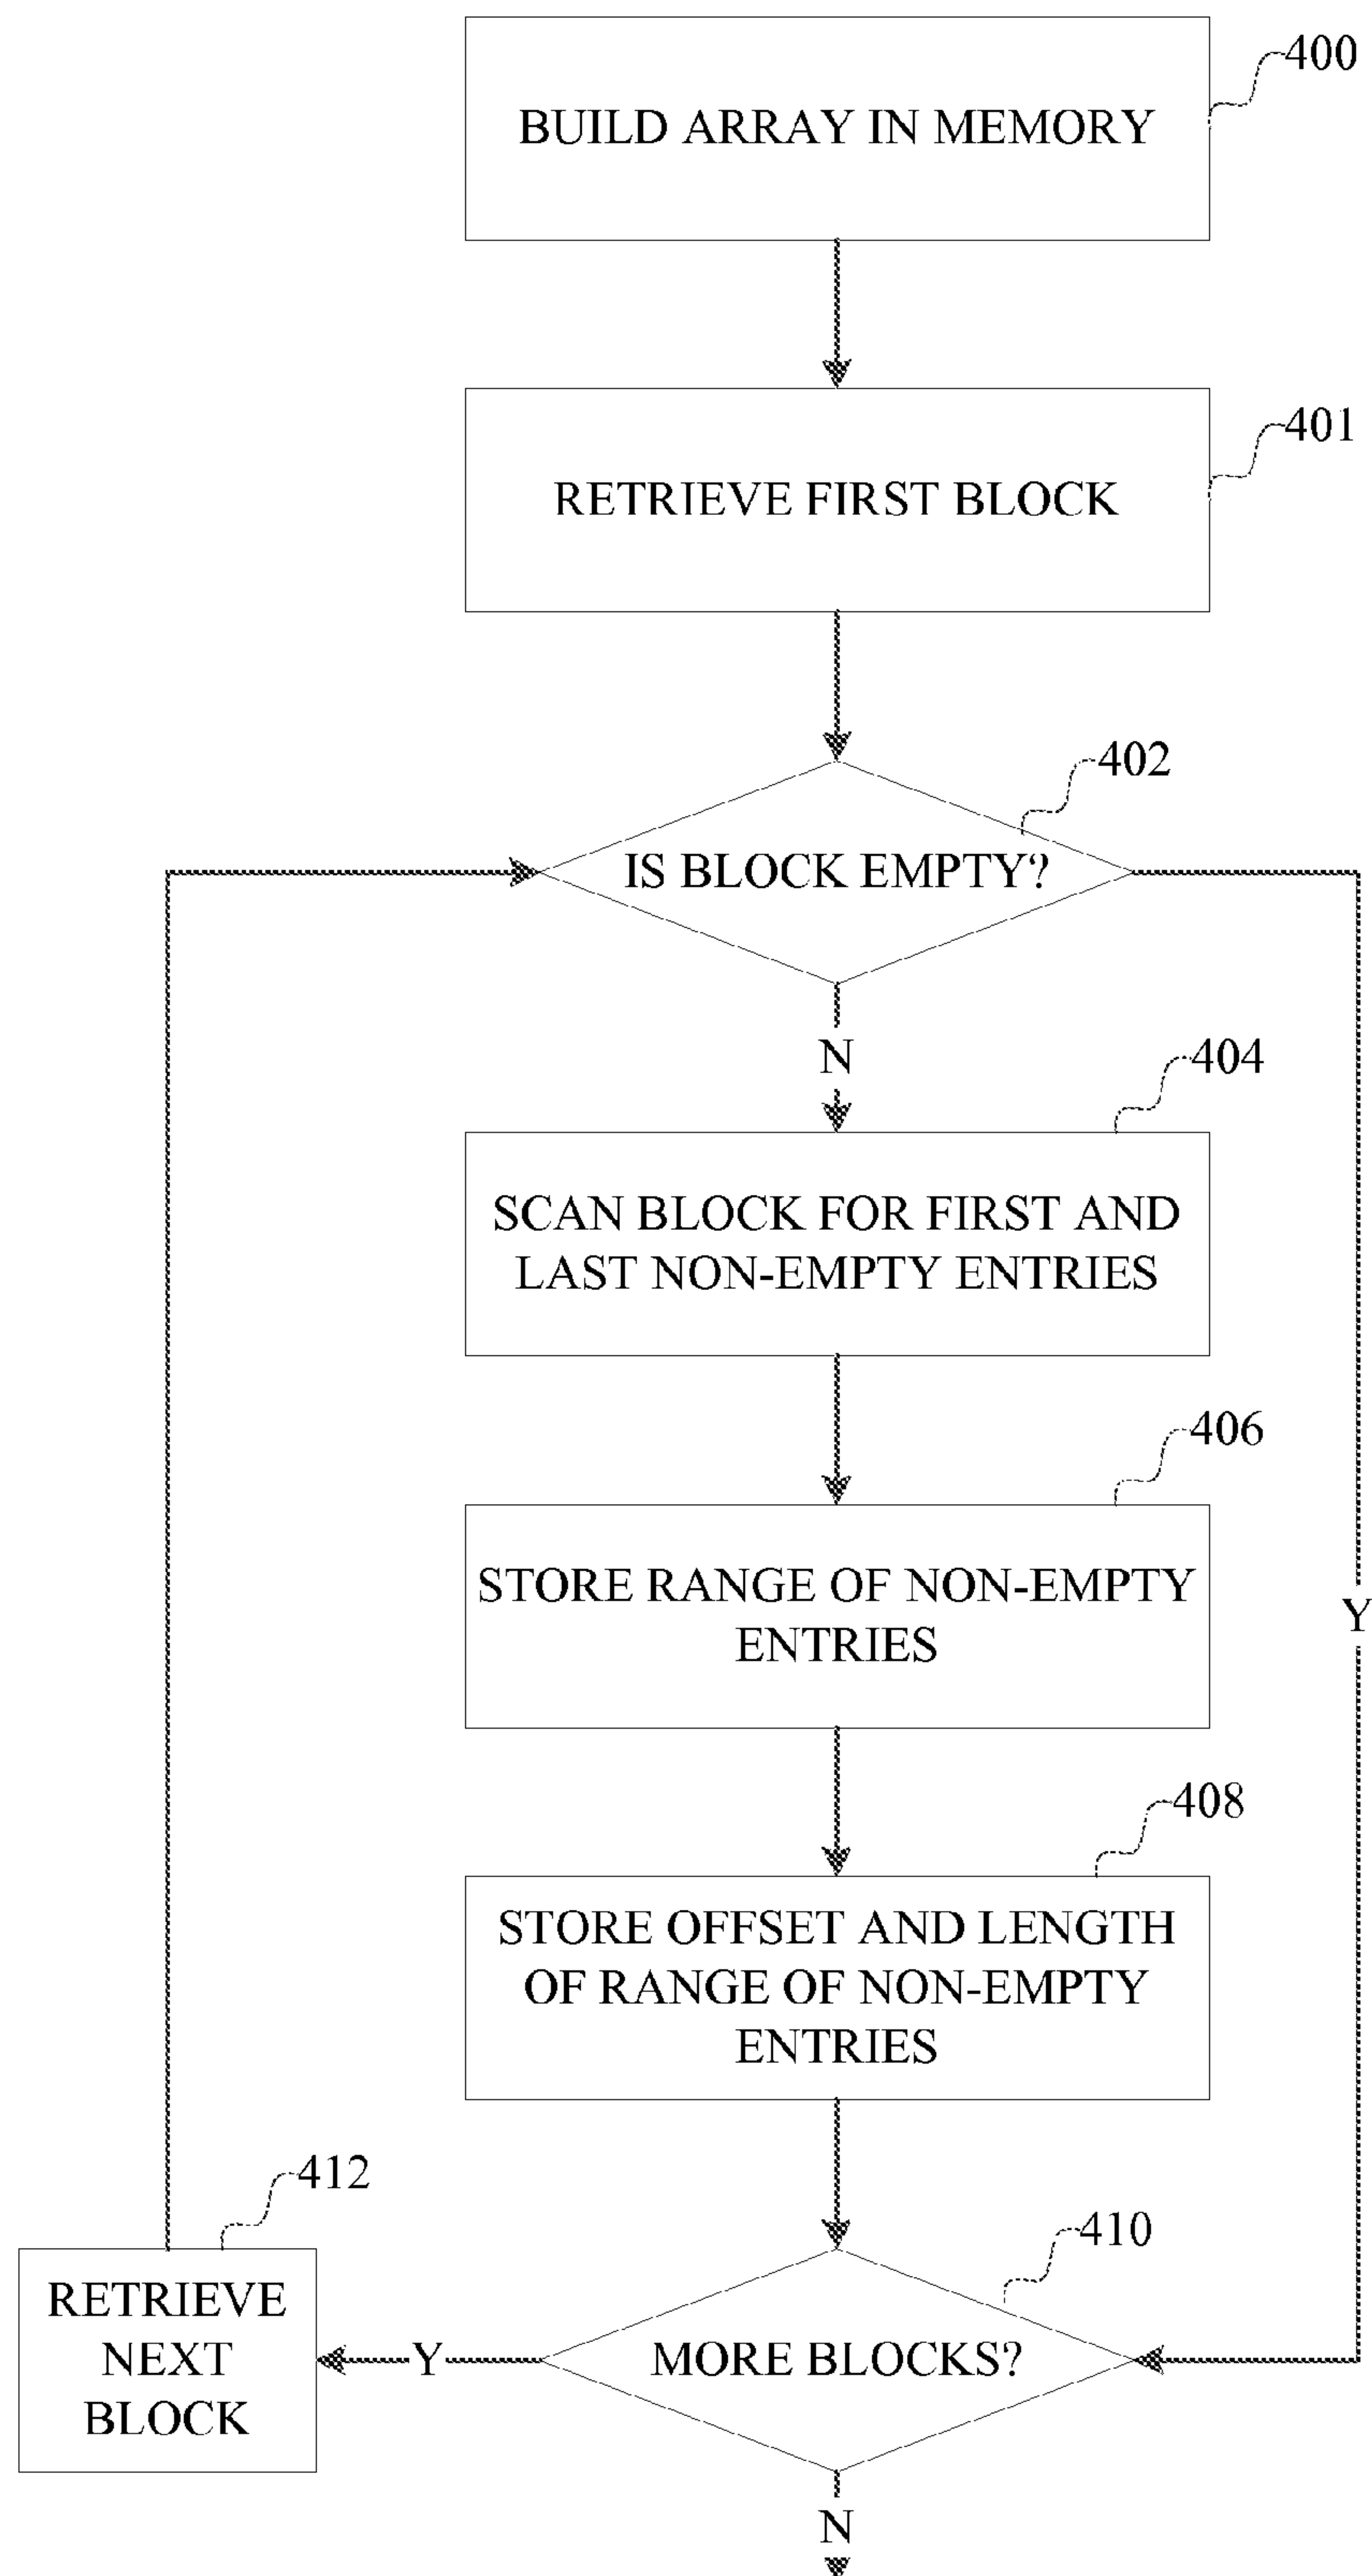 400
BUILD ARRAY IN MEMORY
401
RETRIEVE FIRST BLOCK
402
IS BLOCK EMPTY?
N
404
SCAN BLOCK FOR FIRST AND
LAST NON-EMPTY ENTRIES
406
STORE RANGE OF NON-EMPTY
ENTRIES
Y
408
STORE OFFSET AND LENGTH
OF RANGE OF NON-EMPTY
ENTRIES
412
RETRIEVE
NEXT
BLOCK
410
Y
MORE BLOCKS?
N